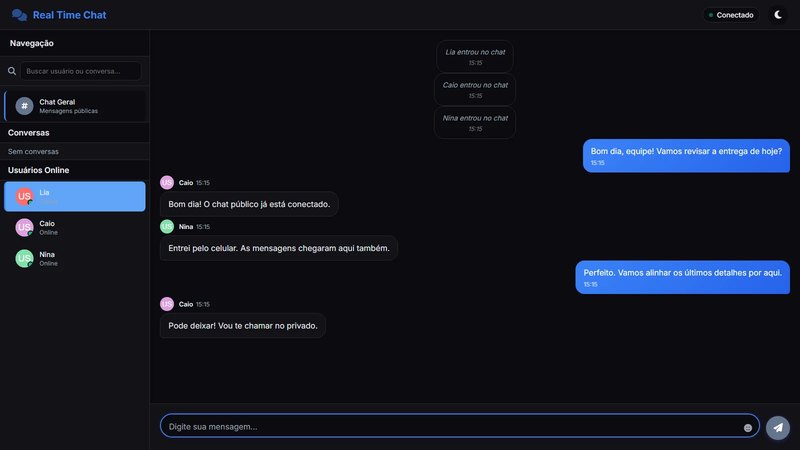 Real Time Chat
Conectado
Navegação
Buscar usuário ou conversa...
#
Chat Geral
Mensagens públicas
Conversas
Sem conversas
Usuários Online
US
Lia
US
Caio
Online
US
Nina
Online
Lia entrou no chat
15:15
Caio entrou no chat
15:15
Nina entrou no chat
15:15
Bom dia, equipe! Vamos revisar a entrega de hoje?
15:15
US Caio 15:15
Bom dia! O chat público já está conectado.
US Nina 15:15
Entrei pelo celular. As mensagens chegaram aqui também.
Perfeito. Vamos alinhar os últimos detalhes por aqui.
15:15
US Caio 15:15
Pode deixar! Vou te chamar no privado.
Digite sua mensagem...